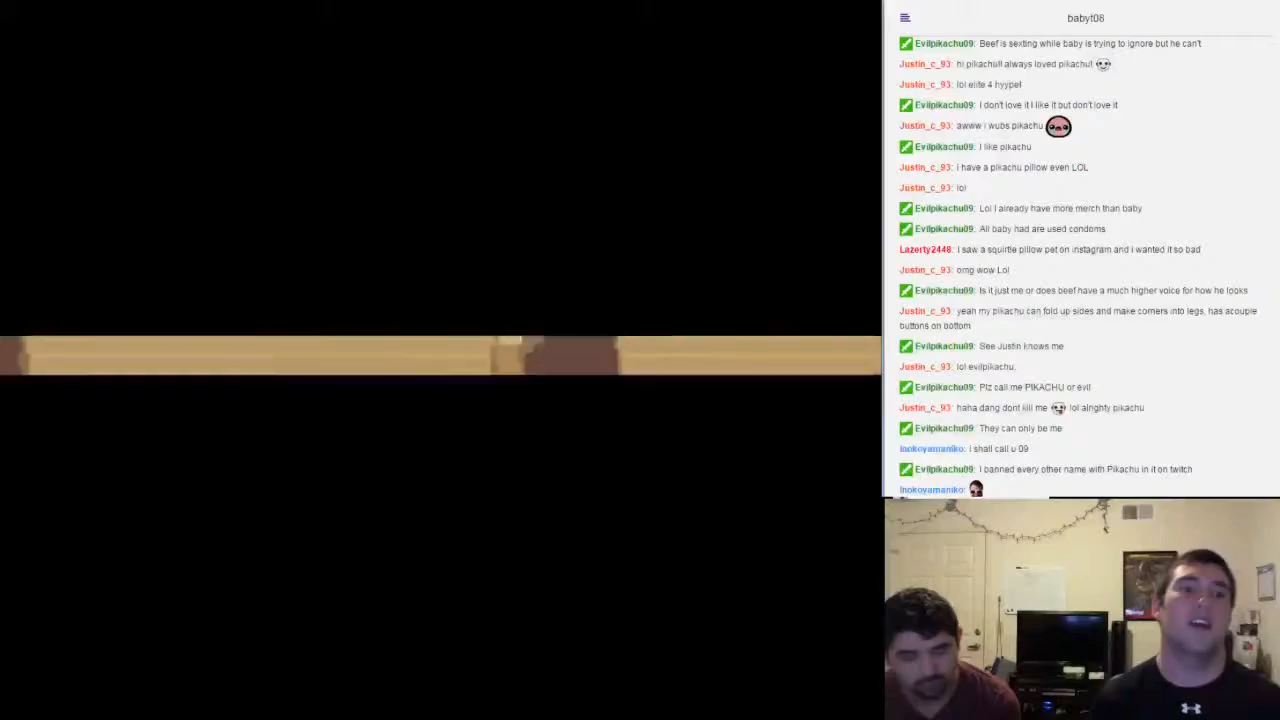 babyt08
Evilpikachu09: Beef is sexting while baby is trying to ignore but he can't
Justin_c_93: hi pikachu!! always loved pikachu!
Justin_c_93: lol elite 4 hyype!
Evilpikachu09: I don't love it I like it but don't love it
Justin_c_93: awww i wubs pikachu
Evilpikachu09: I like pikachu
Justin_c_93: i have a pikachu pillow even LOL
Justin_c_93: lol
Evilpikachu09: Lol I already have more merch than baby
Evilpikachu09: All baby had are used condoms
Lazerty2448: I saw a squirtle pillow pet on instagram and i wanted it so bad
Justin_c_93: omg wow Lol
Evilpikachu09: Is it just me or does beef have a much higher voice for how he looks
Justin_c_93: yeah my pikachu can fold up sides and make corners into legs, has acouple
buttons on bottom
Evilpikachu09: See Justin knows me
Justin_c_93: lol evilpikachu,
Evilpikachu09: Plz call me PIKACHU or evil
Justin_c_93: haha dang dont kill me lol alrighty pikachu
Evilpikachu09: They can only be me
Inokoyamaniko: i shall call u 09
Evilpikachu09: I banned every other name with Pikachu in it on twitch
Inokoyamaniko: